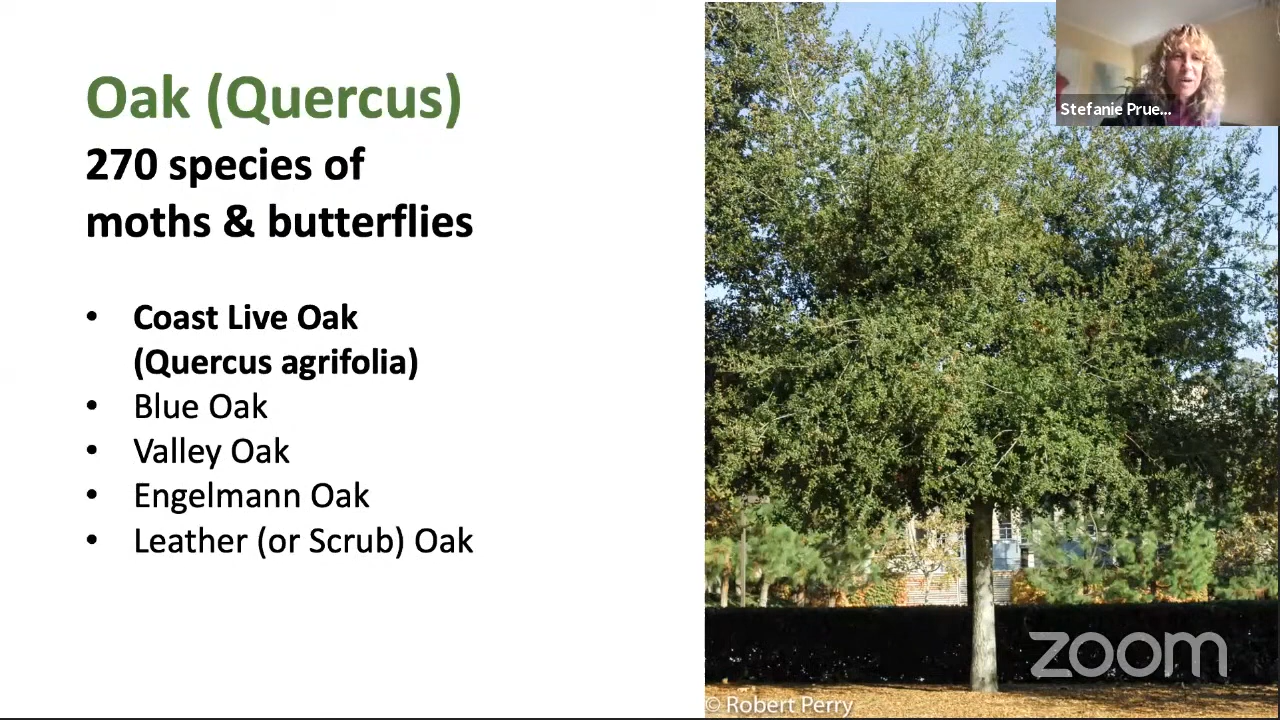 Oak (Quercus)
270 species of
moths & butterflies
• Coast Live Oak
(Quercus agrifolia)
• Blue Oak
• Valley Oak
• Engelmann Oak
• Leather (or Scrub) Oak
Stefanie Prue...
zoom
© Robert Perry